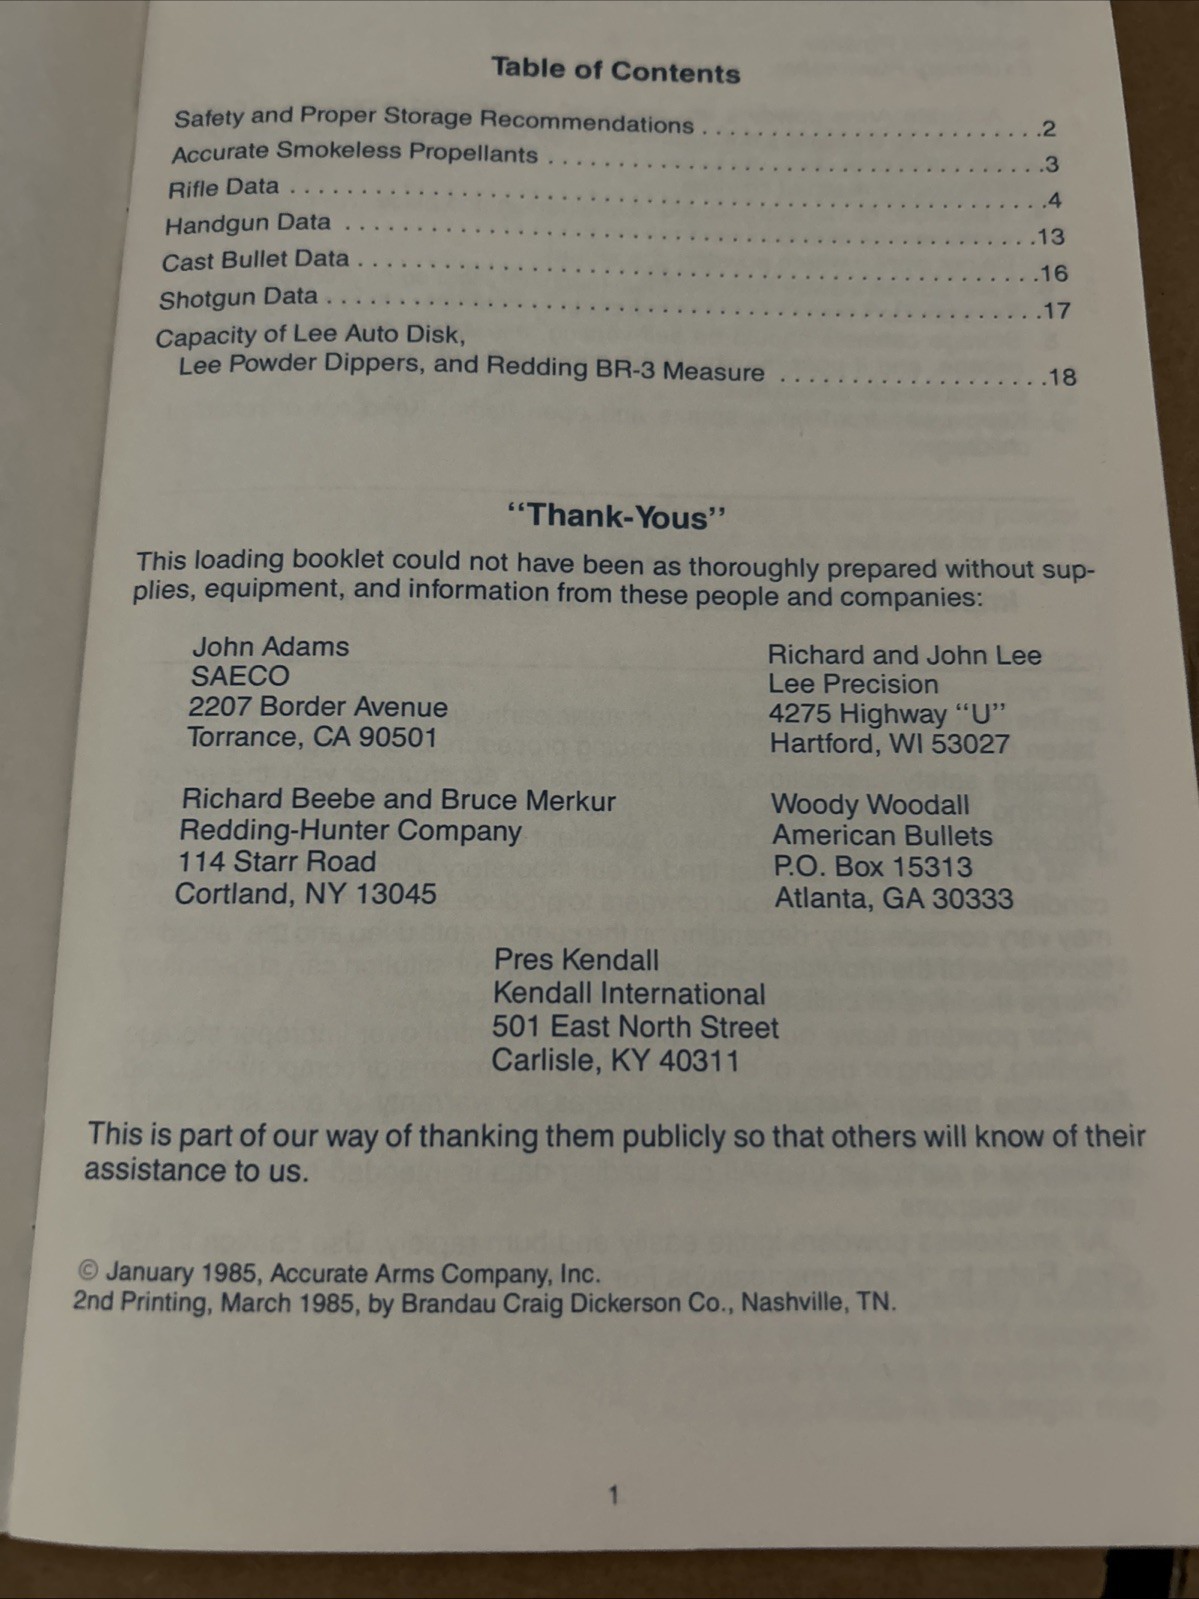 Table of Contents
Safety and Proper Storage Recommendations . . . . . . . . . . . . . . . . . . . . . . . . .2
Accurate Smokeless Propellants . . . . . . . . . . . . . . . . . . . . . . . . . . . . . . . . . . . .3
Rifle Data . . . . . . . . . . . . . . . . . . . . . . . . . . . . . . . . . . . . . . . . . . . . . . . . . . . . . .4
Handgun Data . . . . . . . . . . . . . . . . . . . . . . . . . . . . . . . . . . . . . . . . . . . . . . . . .13
Cast Bullet Data . . . . . . . . . . . . . . . . . . . . . . . . . . . . . . . . . . . . . . . . . . . . . . . .16
Shotgun Data . . . . . . . . . . . . . . . . . . . . . . . . . . . . . . . . . . . . . . . . . . . . . . . . . .17
Capacity of Lee Auto Disk,
Lee Powder Dippers, and Redding BR-3 Measure . . . . . . . . . . . . . . . . . . . .18
“Thank-Yous”
This loading booklet could not have been as thoroughly prepared without sup-
plies, equipment, and information from these people and companies:
John Adams
SAECO
2207 Border Avenue
Torrance, CA 90501
Richard and John Lee
Lee Precision
4275 Highway “U”
Hartford, WI 53027
Richard Beebe and Bruce Merkur
Redding-Hunter Company
114 Starr Road
Cortland, NY 13045
Woody Woodall
American Bullets
P.O. Box 15313
Atlanta, GA 30333
Pres Kendall
Kendall International
501 East North Street
Carlisle, KY 40311
This is part of our way of thanking them publicly so that others will know of their
assistance to us.
© January 1985, Accurate Arms Company, Inc.
2nd Printing, March 1985, by Brandau Craig Dickerson Co., Nashville, TN.
1